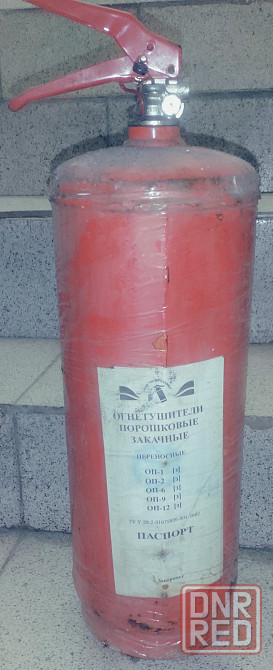 ОГНЕТУШИТЕЛИ
ПОРОШКОВЫЕ
ЗАКАЧНЫЕ
ПЕРЕНОСНЫЕ
ОП-1 [з]
ОП-2 [з]
ОП-6 [з]
ОП-9 [з]
ОП-12 [з]
ПАСПОРТ
DNR
RED